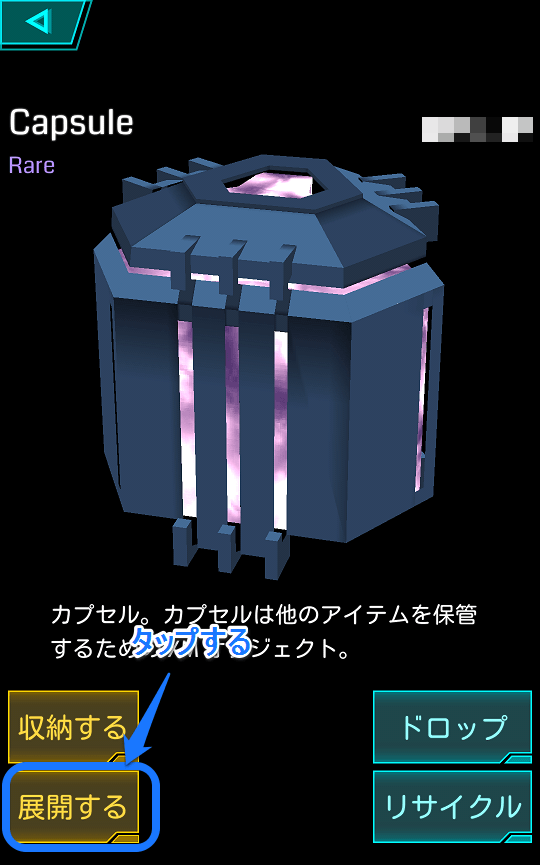 Capsule
Rare
カプセル。カプセルは他のアイテムを保管
するため
ジェクト。
タップする
収納する
ドロップ
展開する
リサイクル